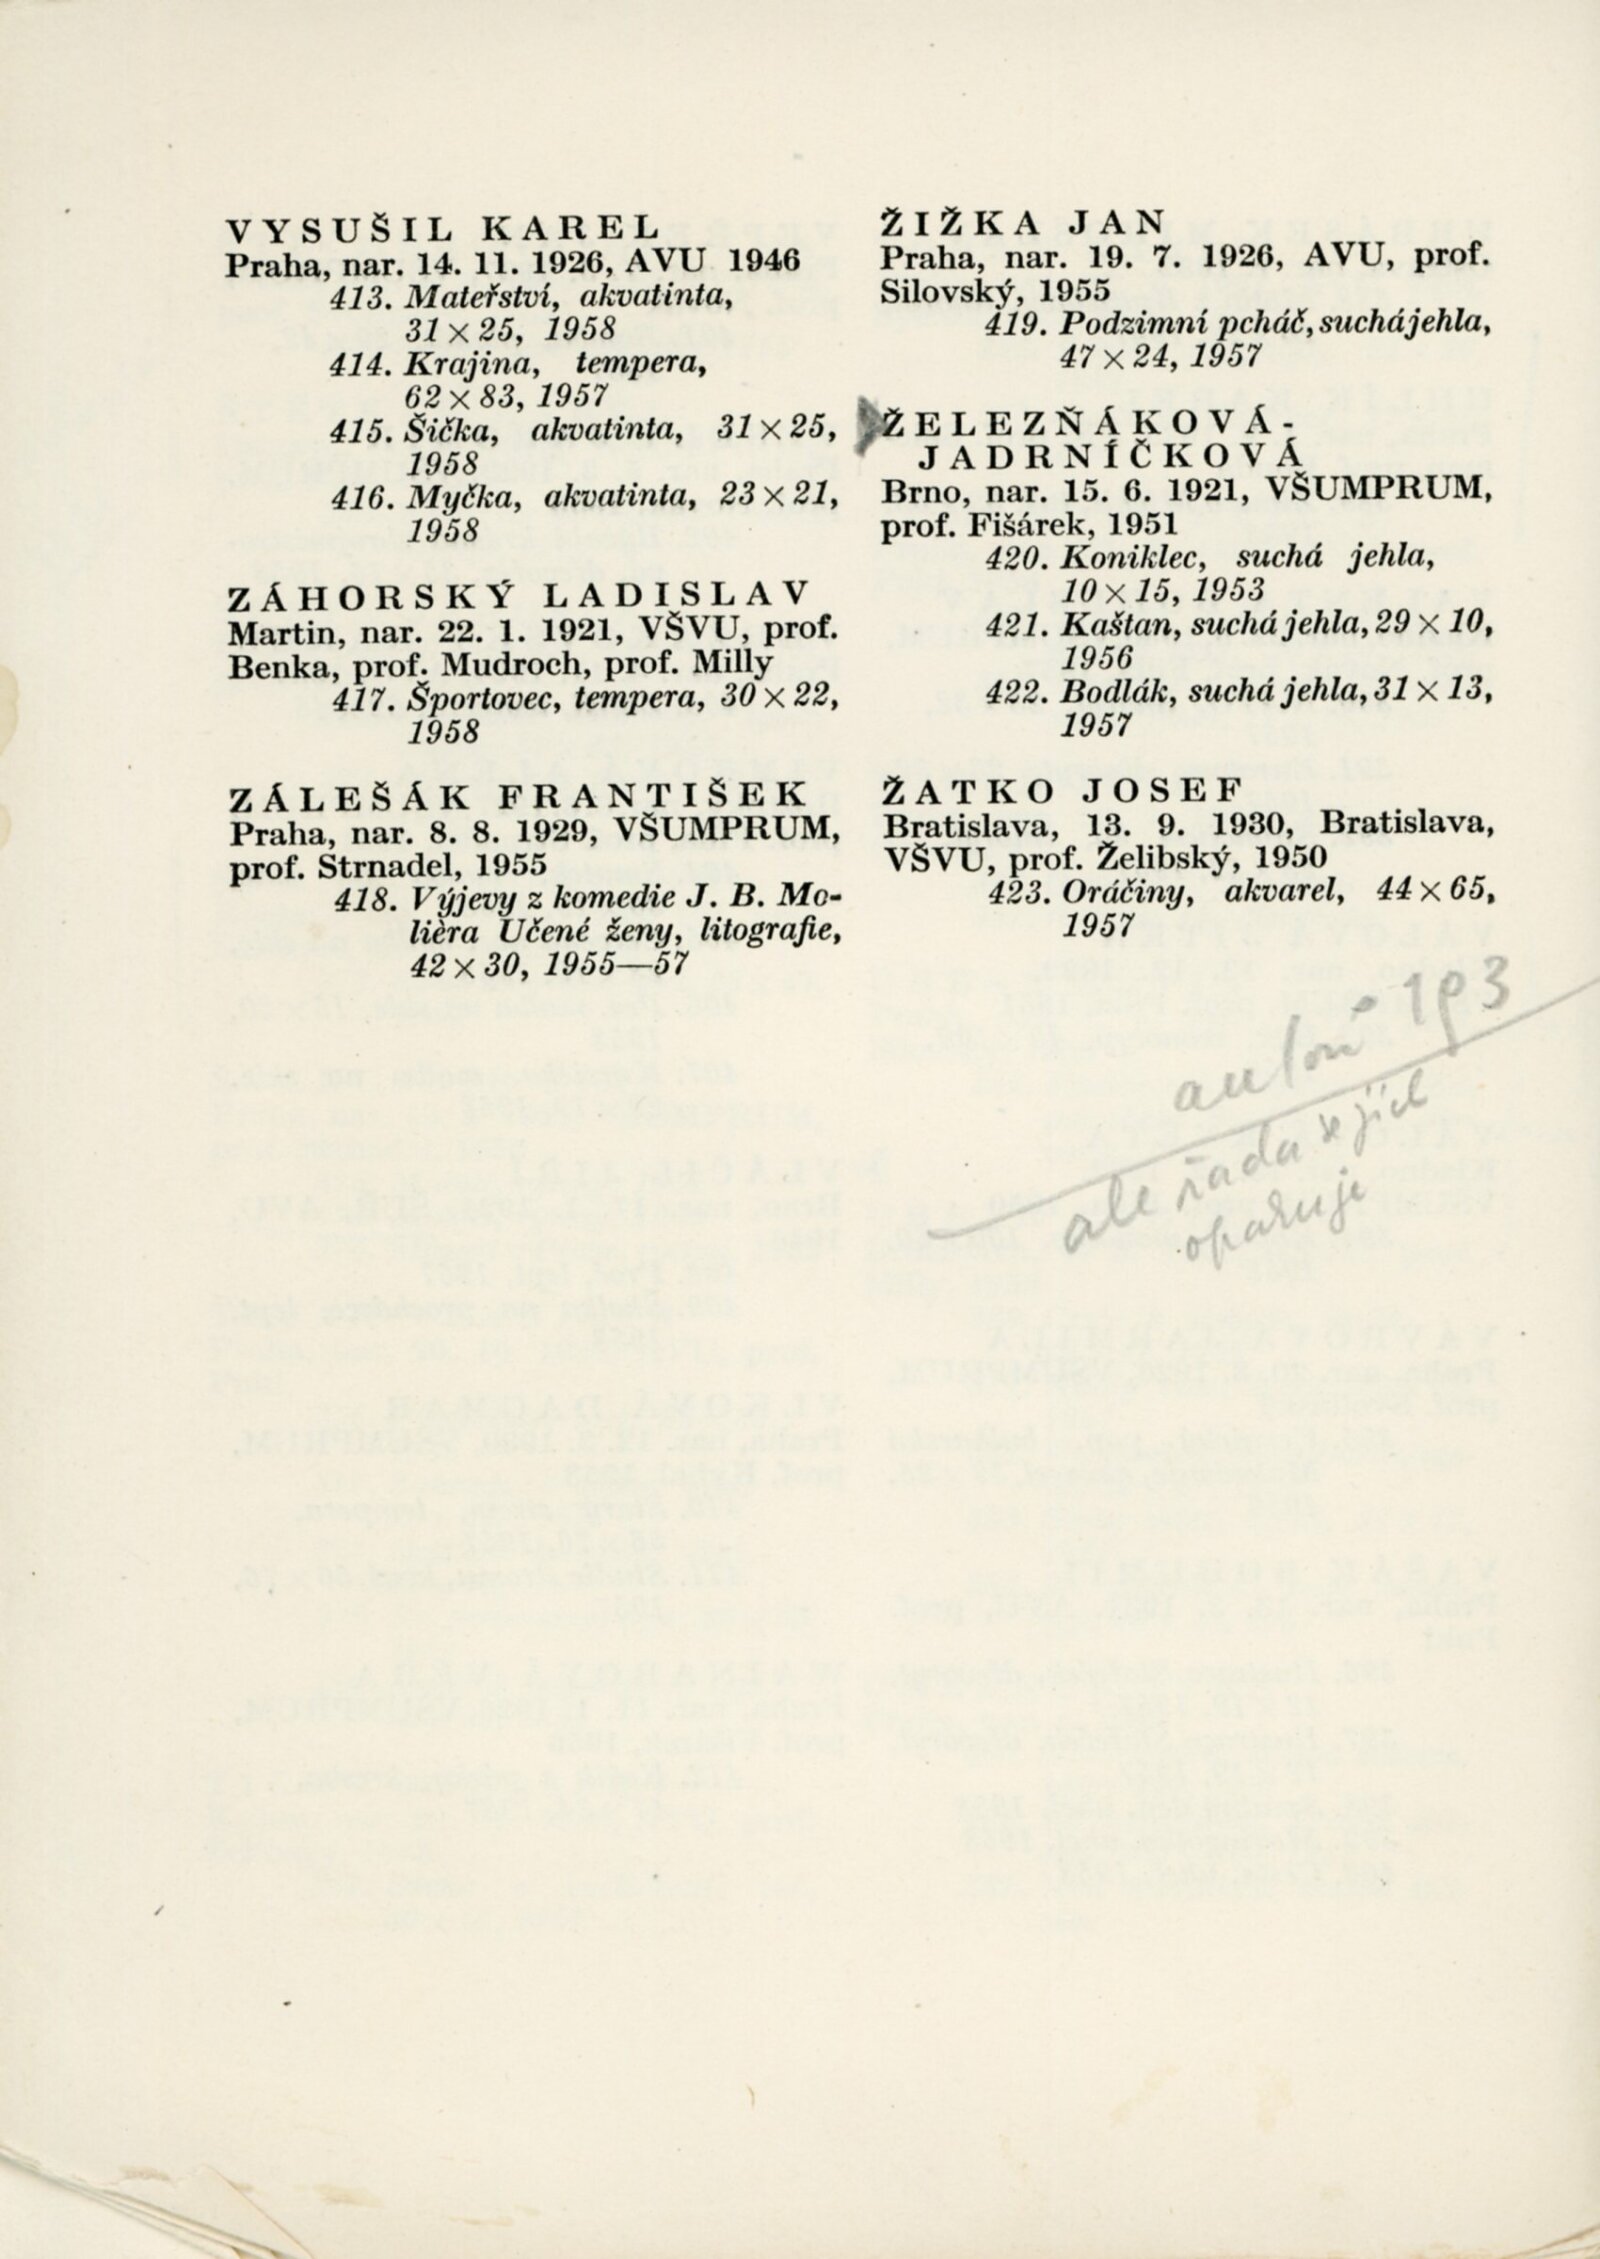 VYSUŠIL KAREL
Praha, nar. 14. 11. 1926, AVU 1946
413. Mateřství, akvatinta,
31 × 25, 1958
414. Krajina, tempera,
62 × 83, 1957
415. Šička, akvatinta, 31 × 25,
1958
416. Myčka, akvatinta, 23 × 21,
1958
ZÁHORSKÝ LADISLAV
Martin, nar. 22. 1. 1921, VŠVU, prof.
Benka, prof. Mudroch, prof. Milly
417. Sportovec, tempera, 30 × 22,
1958
ZÁLEŠÁK FRANTIŠEK
Praha, nar. 8. 8. 1929, VŠUMPRUM,
prof. Strnadel, 1955
418. Výjevy z komedie J. B. Mo-
lièra Učené ženy, litografie,
42 × 30, 1955—57
ŽIŽKA JAN
Praha, nar. 19. 7. 1926, AVU, prof.
Silovský, 1955
419. Podzimní pcháč, suchá jehla,
47 × 24, 1957
ŽELEZŇÁKOVÁ-
JADRNÍČKOVÁ
Brno, nar. 15. 6. 1921, VŠUMPRUM,
prof. Fišárek, 1951
420. Koniklec, suchá jehla,
10 × 15, 1953
421. Kaštan, suchá jehla, 29 × 10,
1956
422. Bodlák, suchá jehla, 31 × 13,
1957
ŽATKO JOSEF
Bratislava, 13. 9. 1930, Bratislava,
VŠVU, prof. Želibský, 1950
423. Oráčiny, akvarel, 44 × 65,
1957
autorů 193
ale řada se jich
opakuje